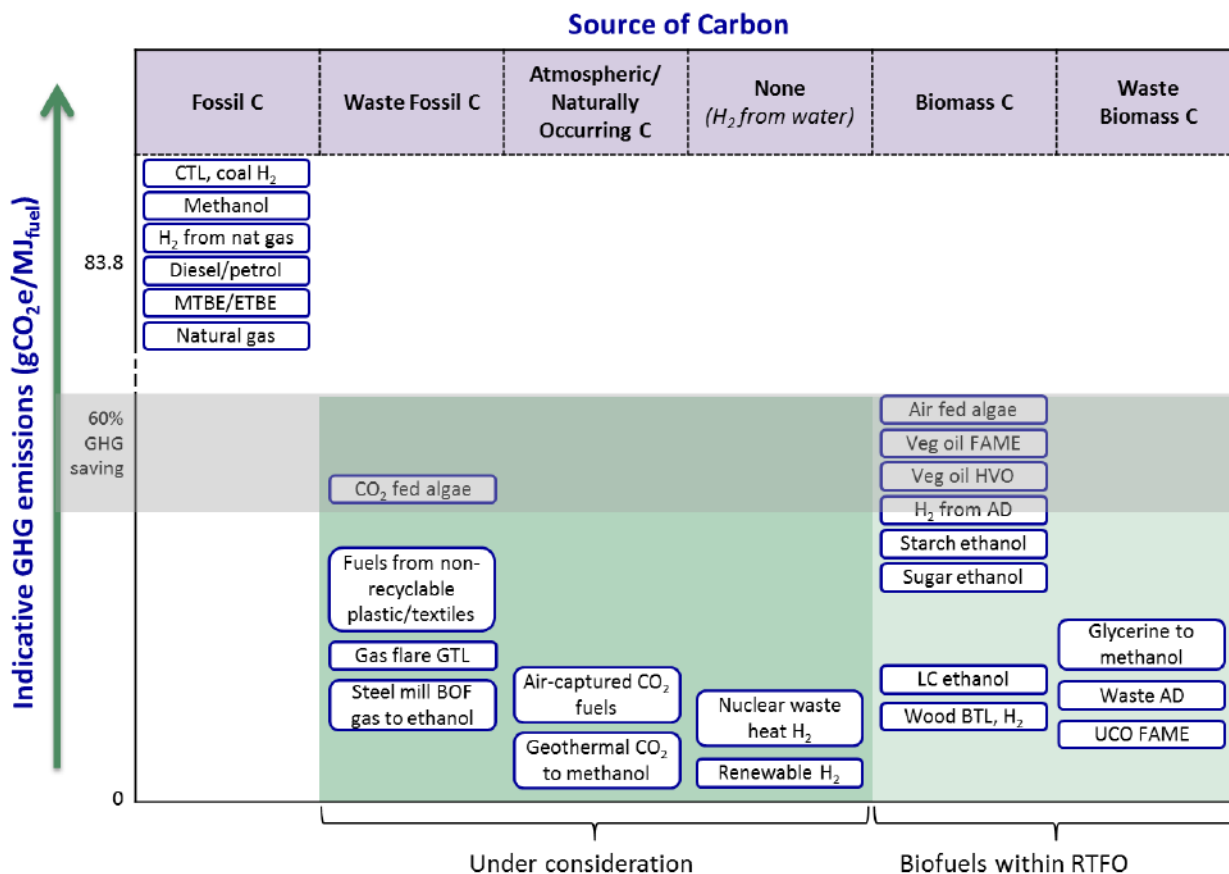 Source of Carbon
Fossil C
Waste Fossil C
Atmospheric/
Naturally
Occurring C
None
(H₂ from water)
Biomass C
Waste
Biomass C
Indicative GHG emissions (gCO₂e/MJfuel)
83.8
60%
GHG
saving
0
CTL, coal H₂
Methanol
H₂ from nat gas
Diesel/petrol
MTBE/ETBE
Natural gas
CO₂ fed algae
Fuels from non-
recyclable
plastic/textiles
Gas flare GTL
Steel mill BOF
gas to ethanol
Air-captured CO₂
fuels
Geothermal CO₂
to methanol
Nuclear waste
heat H₂
Renewable H₂
Air fed algae
Veg oil FAME
Veg oil HVO
H₂ from AD
Starch ethanol
Sugar ethanol
LC ethanol
Wood BTL, H₂
Glycerine to
methanol
Waste AD
UCO FAME
Under consideration
Biofuels within RTFO